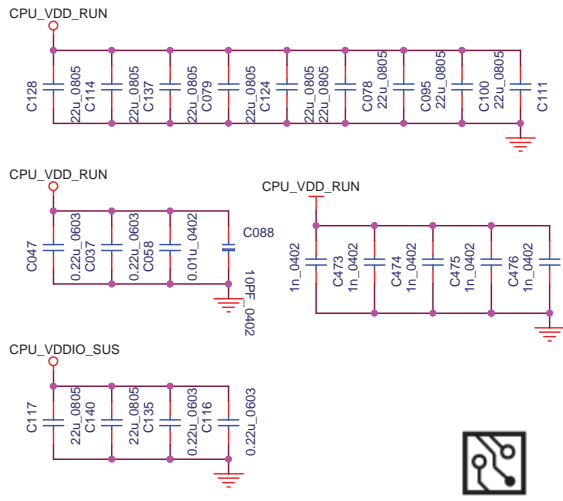 CPU_VDD_RUN
C128
22u_0805
C114
22u_0805
C137
22u_0805
C079
22u_0805
C124
22u_0805
22u_0805
C078
22u_0805
C095
22u_0805
C100
22u_0805
C111
CPU_VDD_RUN
C047
0.22u_0603
C037
0.22u_0603
C058
0.01u_0402
C088
10PF_0402
CPU_VDD_RUN
1n_0402
C473
1n_0402
C474
1n_0402
C475
1n_0402
C476
1n_0402
CPU_VDDIO_SUS
C117
22u_0805
C140
22u_0805
C135
0.22u_0603
C116